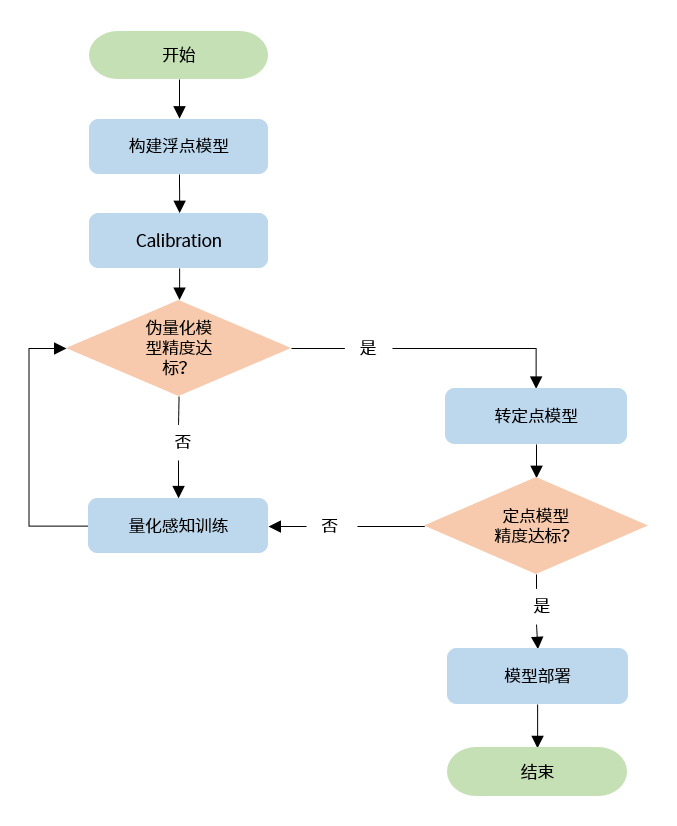 开始
构建浮点模型
Calibration
伪量化模
型精度达
标?
是
转定点模型
否
定点模型
精度达标?
否
量化感知训练
是
模型部署
结束